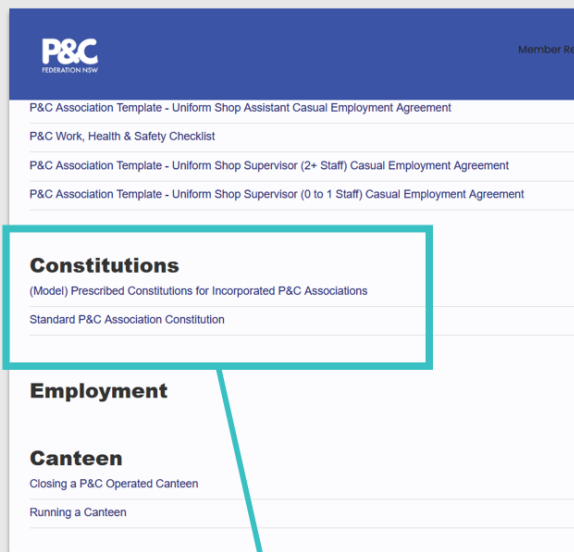 P&C
FEDERATION NSW
Member Re
P&C Association Template - Uniform Shop Assistant Casual Employment Agreement
P&C Work, Health & Safety Checklist
P&C Association Template - Uniform Shop Supervisor (2+ Staff) Casual Employment Agreement
P&C Association Template - Uniform Shop Supervisor (0 to 1 Staff) Casual Employment Agreement
Constitutions
(Model) Prescribed Constitutions for Incorporated P&C Associations
Standard P&C Association Constitution
Employment
Canteen
Closing a P&C Operated Canteen
Running a Canteen